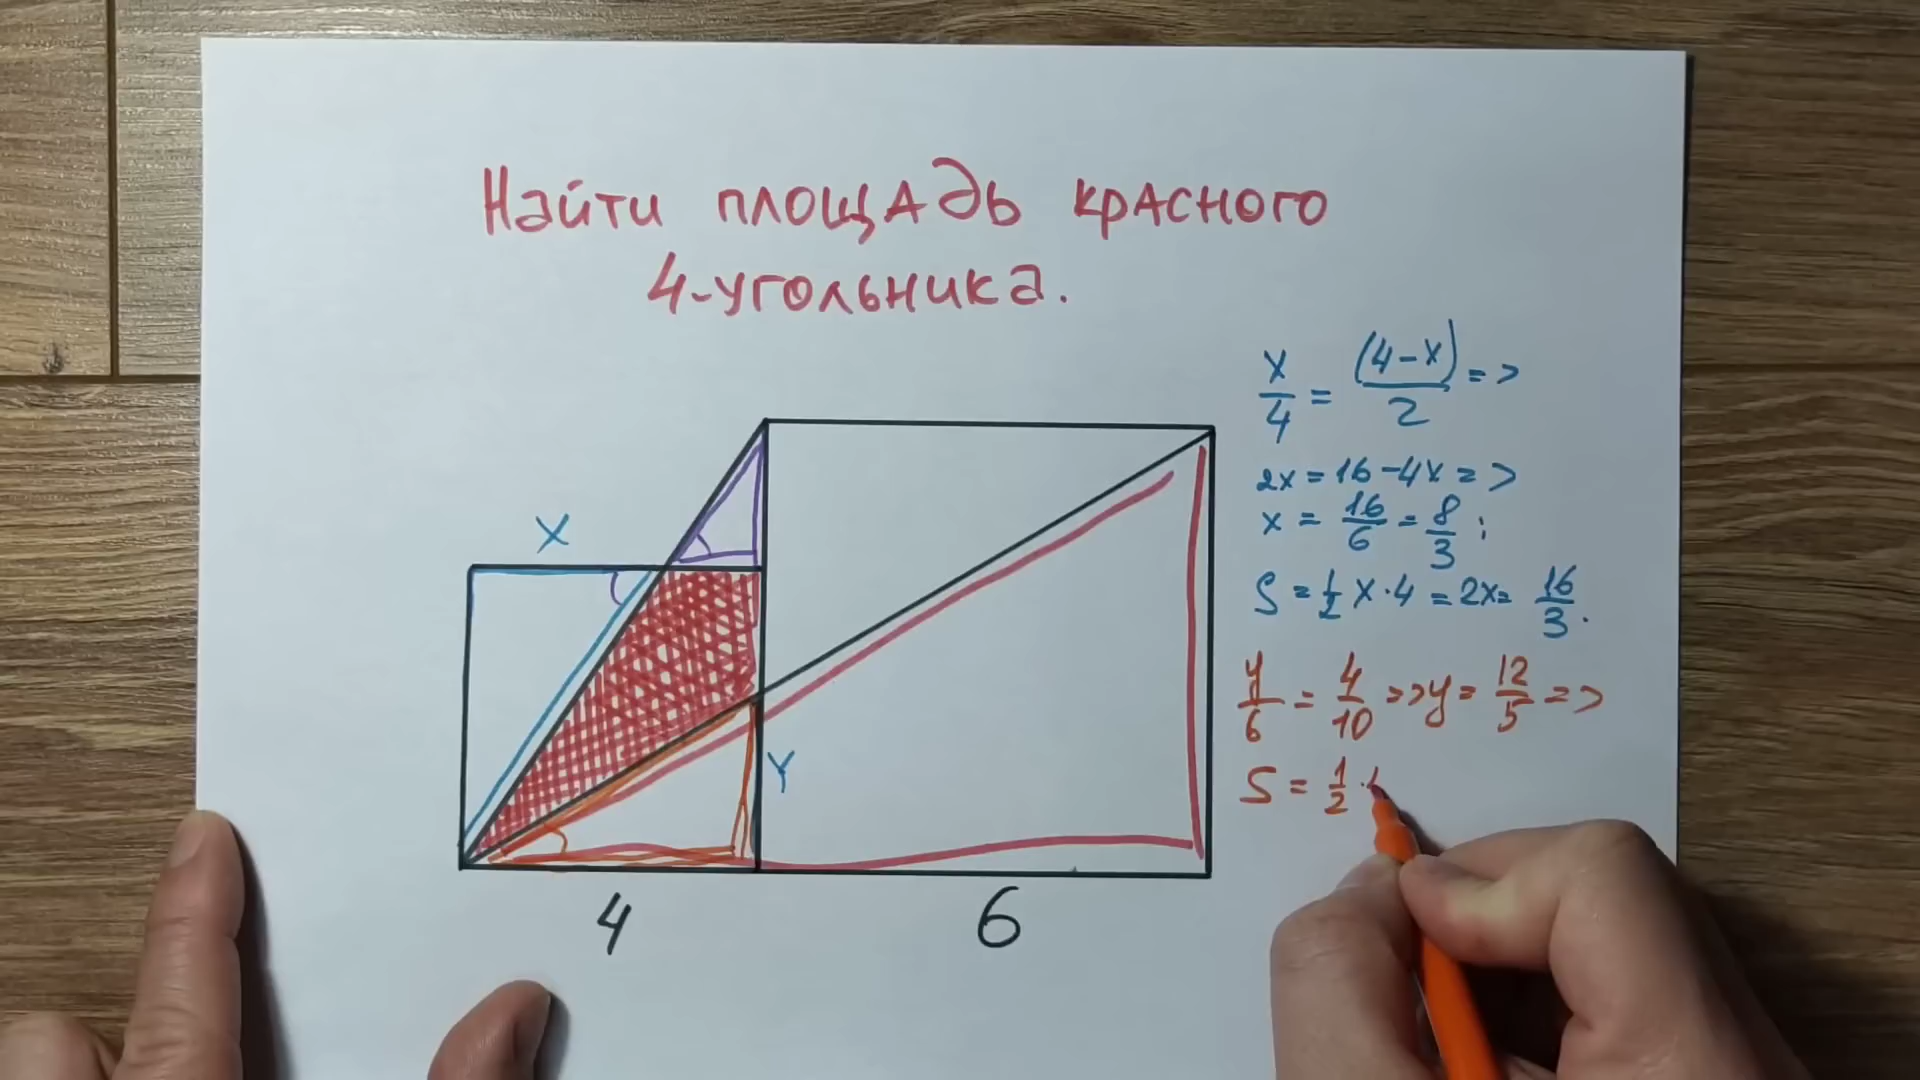 Найти площадь красного
4-угольника.
x/4 = (4-x)/2 =>
2x = 16 - 4x =>
x = 16/6 = 8/3 ;
S = 1/2 x · 4 = 2x = 16/3 .
y/6 = 4/10 => y = 12/5 =>
S = 1/2 ·
X
Y
4
6